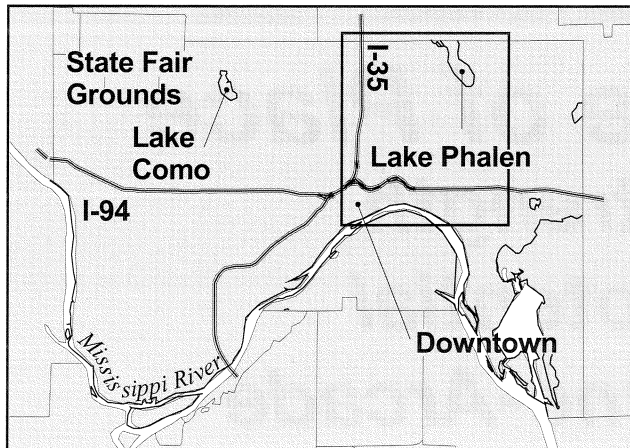 State Fair
Grounds
Lake
Como
I-35
Lake Phalen
I-94
Downtown
Mississippi River